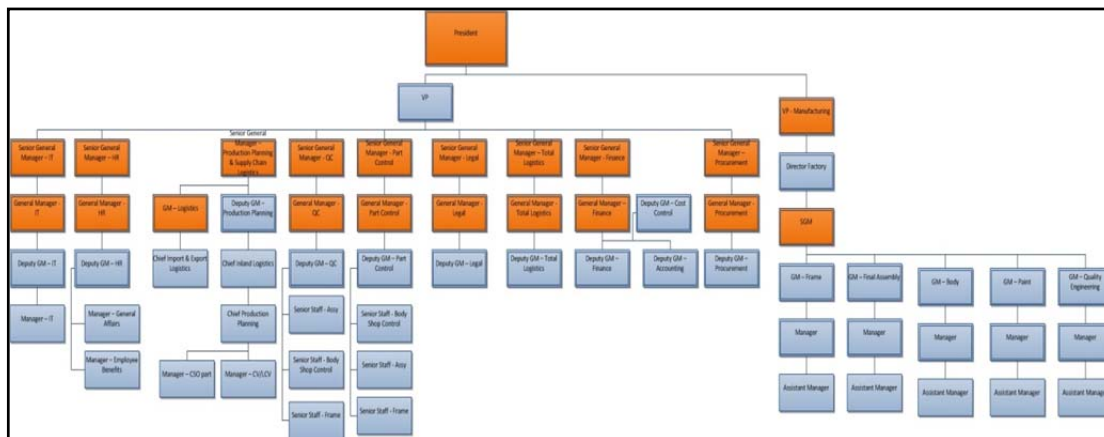 President
VP
VP - Manufacturing
Senior General
Manager - IT
Senior General
Manager – HR
Senior General
Manager –
Production Planning
& Supply Chain
Logistics
Senior General
Manager - QC
Senior General
Manager - Part
Control
Senior General
Manager - Legal
Senior General
Manager – Total
Logistics
Senior General
Manager - Finance
Senior General
Manager –
Procurement
Director Factory
General Manager -
IT
General Manager -
HR
GM – Logistics
Deputy GM –
Production Planning
General Manager -
QC
General Manager -
Part Control
General Manager -
Legal
General Manager -
Total Logistics
General Manager –
Finance
Deputy GM – Cost
Control
General Manager -
Procurement
SGM
Deputy GM – IT
Deputy GM – HR
Chief Import & Export
Logistics
Chief Inland Logistics
Deputy GM – QC
Deputy GM – Part
Control
Deputy GM – Legal
Deputy GM – Total
Logistics
Deputy GM –
Finance
Deputy GM –
Accounting
Deputy GM –
Procurement
GM – Frame
GM – Final Assembly
GM – Body
GM – Paint
GM – Quality
Engineering
Manager – IT
Manager – General
Affairs
Chief Production
Planning
Senior Staff - Assy
Senior Staff - Body
Shop Control
Manager
Manager
Manager
Manager
Manager
Manager – Employee
Benefits
Manager – CSO part
Manager – CV/LCV
Senior Staff - Body
Shop Control
Senior Staff - Assy
Assistant Manager
Assistant Manager
Assistant Manager
Assistant Manager
Assistant Manager
Senior Staff - Frame
Senior Staff - Frame